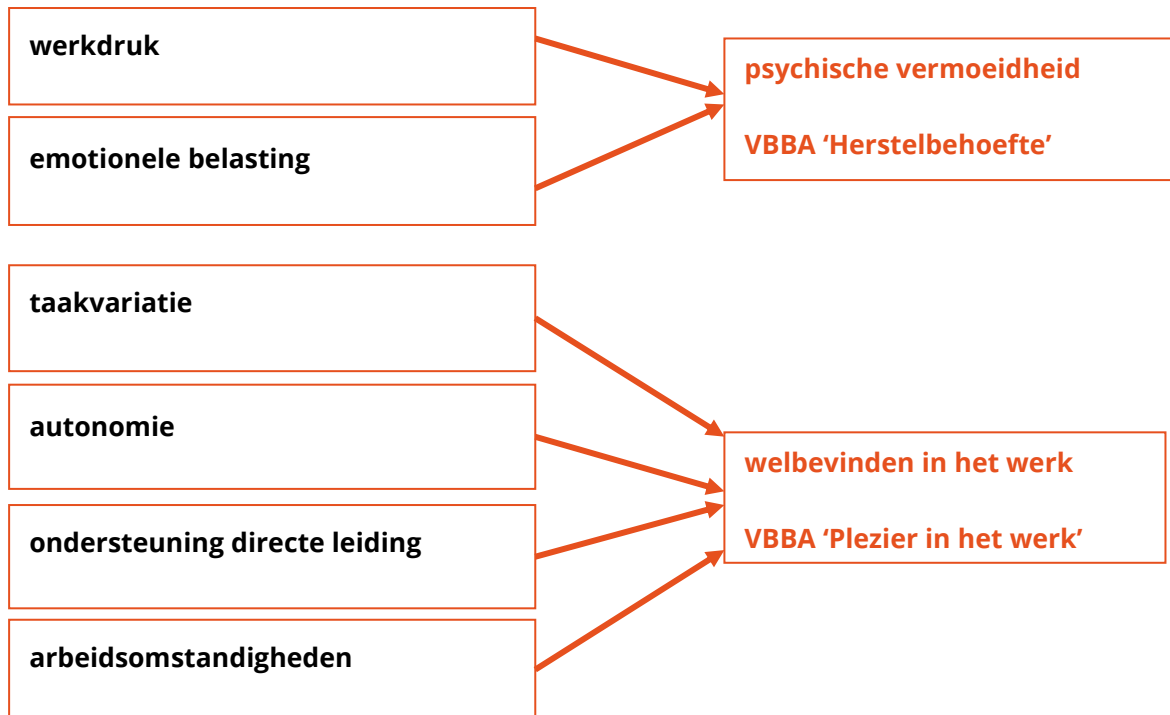 werkdruk
emotionele belasting
psychische vermoeidheid
VBBA ‘Herstelbehoefte’
taakvariatie
autonomie
ondersteuning directe leiding
arbeidsomstandigheden
welbevinden in het werk
VBBA ‘Plezier in het werk’